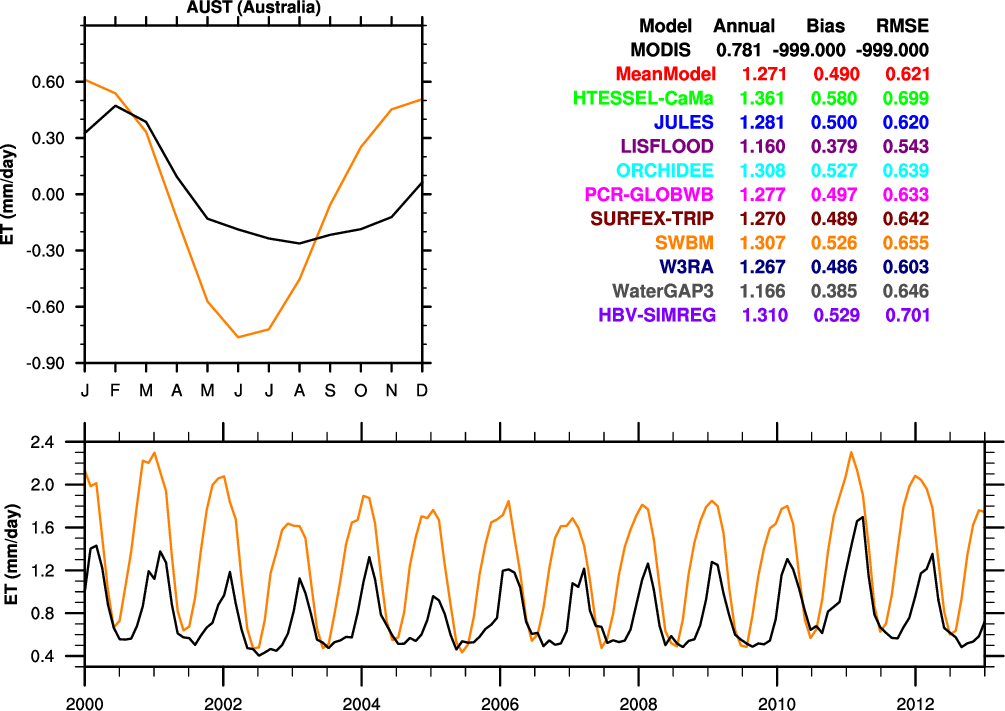 AUST (Australia)
Model Annual Bias RMSE
MODIS 0.781 -999.000 -999.000
MeanModel 1.271 0.490 0.621
HTESSEL-CaMa 1.361 0.580 0.699
JULES 1.281 0.500 0.620
LISFLOOD 1.160 0.379 0.543
ORCHIDEE 1.308 0.527 0.639
PCR-GLOBWB 1.277 0.497 0.633
SURFEX-TRIP 1.270 0.489 0.642
SWBM 1.307 0.526 0.655
W3RA 1.267 0.486 0.603
WaterGAP3 1.166 0.385 0.646
HBV-SIMREG 1.310 0.529 0.701
ET (mm/day)
0.60
0.30
0.00
-0.30
-0.60
-0.90
J F M A M J J A S O N D
ET (mm/day)
2.4
2.0
1.6
1.2
0.8
0.4
2000 2002 2004 2006 2008 2010 2012